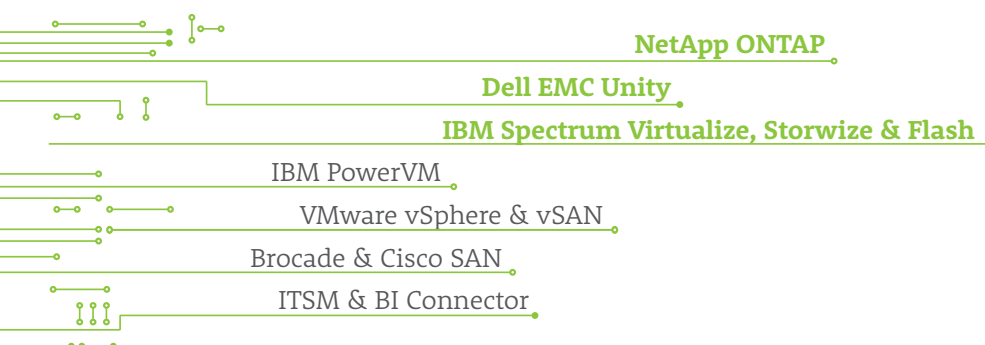 NetApp ONTAP
Dell EMC Unity
IBM Spectrum Virtualize, Storwize & Flash
IBM PowerVM
VMware vSphere & vSAN
Brocade & Cisco SAN
ITSM & BI Connector